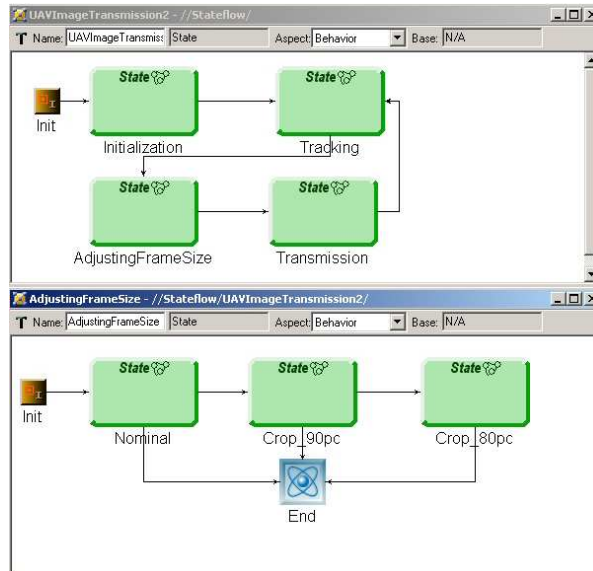 UAVImageTransmission2 - //Stateflow/
Name: UAVImageTransmiss State Aspect: Behavior Base: N/A
State State
Init
Initialization Tracking
State State
AdjustingFrameSize Transmission
AdjustingFrameSize - //Stateflow/UAVImageTransmission2/
Name: AdjustingFrameSize State Aspect: Behavior Base: N/A
State State State
Init
Nominal Crop_90pc Crop_80pc
End